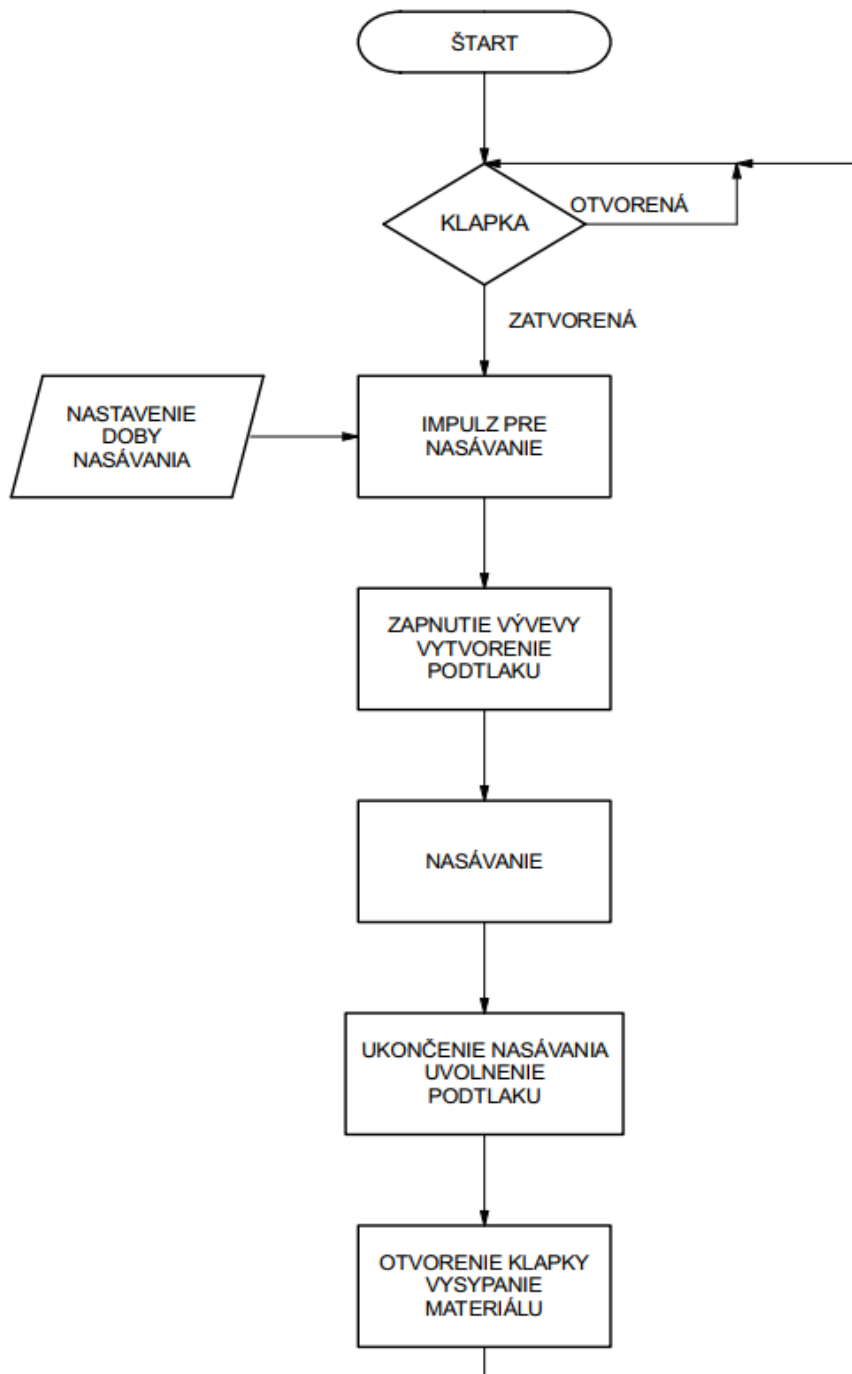 ŠTART
OTVORENÁ
KLAPKA
ZATVORENÁ
NASTAVENIE
DOBY
NASÁVANIA
IMPULZ PRE
NASÁVANIE
ZAPNUTIE VÝVEVY
VYTVORENIE
PODTLAKU
NASÁVANIE
UKONČENIE NASÁVANIA
UVOLNENIE
PODTLAKU
OTVORENIE KLAPKY
VYSYPANIE
MATERIÁLU